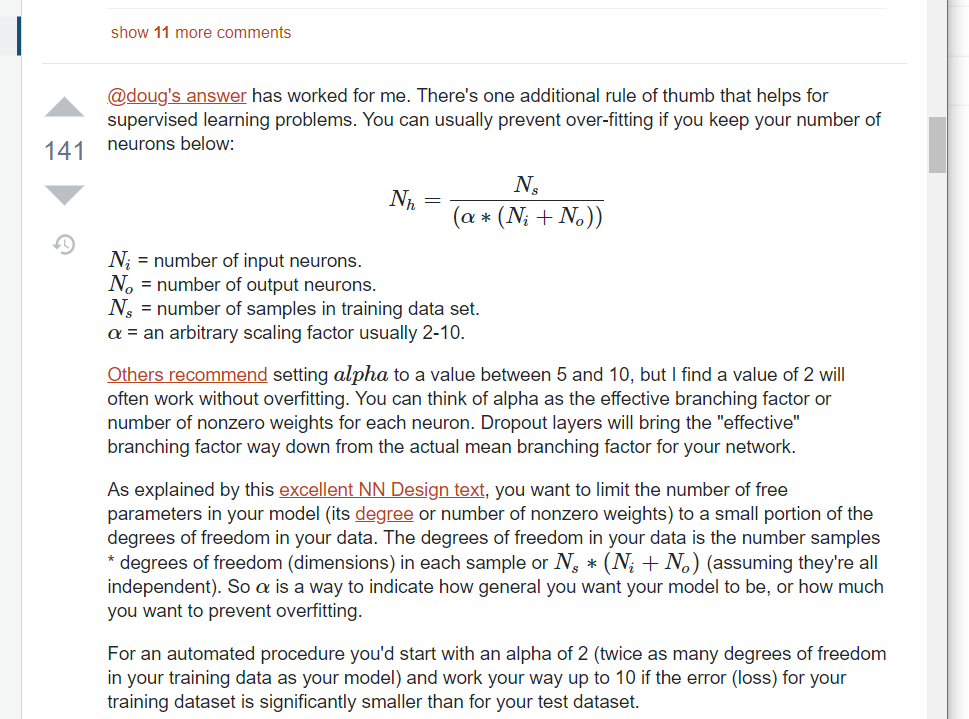 show 11 more comments
@doug's answer has worked for me. There's one additional rule of thumb that helps for
supervised learning problems. You can usually prevent over-fitting if you keep your number of
neurons below:
141
N_h = N_s / (α * (N_i + N_o))
N_i = number of input neurons.
N_o = number of output neurons.
N_s = number of samples in training data set.
α = an arbitrary scaling factor usually 2-10.
Others recommend setting alpha to a value between 5 and 10, but I find a value of 2 will
often work without overfitting. You can think of alpha as the effective branching factor or
number of nonzero weights for each neuron. Dropout layers will bring the "effective"
branching factor way down from the actual mean branching factor for your network.
As explained by this excellent NN Design text, you want to limit the number of free
parameters in your model (its degree or number of nonzero weights) to a small portion of the
degrees of freedom in your data. The degrees of freedom in your data is the number samples
* degrees of freedom (dimensions) in each sample or N_s * (N_i + N_o) (assuming they're all
independent). So α is a way to indicate how general you want your model to be, or how much
you want to prevent overfitting.
For an automated procedure you'd start with an alpha of 2 (twice as many degrees of freedom
in your training data as your model) and work your way up to 10 if the error (loss) for your
training dataset is significantly smaller than for your test dataset.